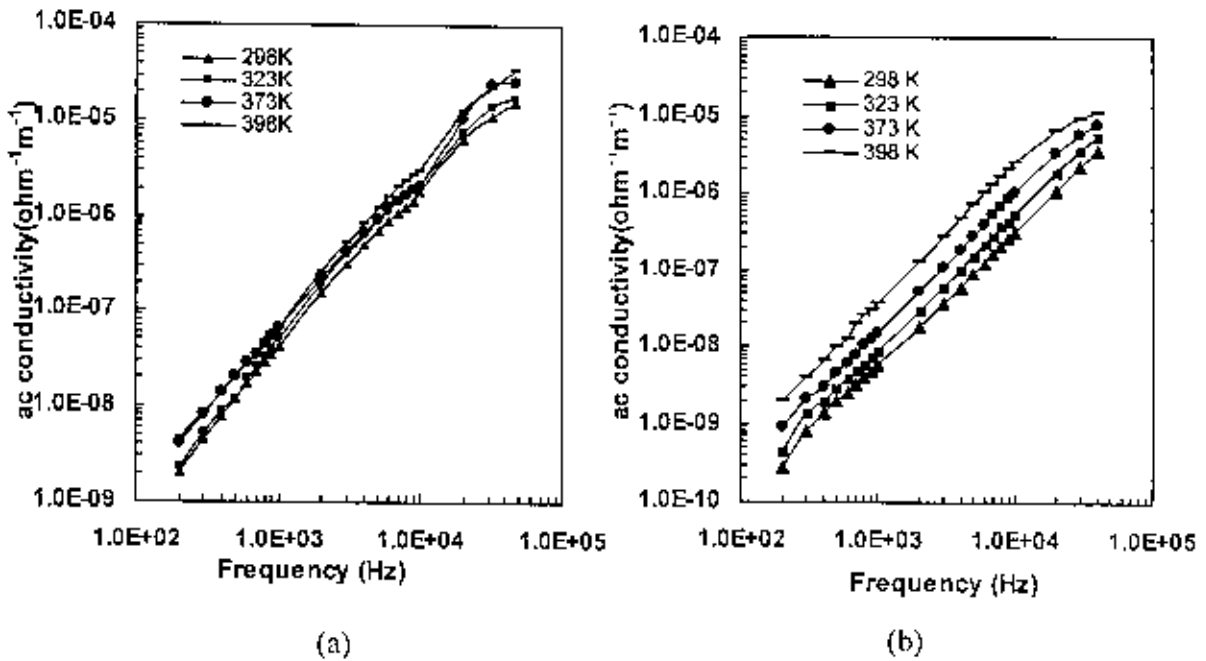 1.0E-04
298K
323K
373K
398K
1.0E-05
1.0E-06
1.0E-07
1.0E-08
1.0E-09
ac conductivity(ohm⁻¹m⁻¹)
1.0E+02 1.0E+03 1.0E+04 1.0E+05
Frequency (Hz)
(a)
1.0E-04
298 K
323 K
373 K
398 K
1.0E-05
1.0E-06
1.0E-07
1.0E-08
1.0E-09
1.0E-10
ac conductivity(ohm⁻¹m⁻¹)
1.0E+02 1.0E+03 1.0E+04 1.0E+05
Frequency (Hz)
(b)